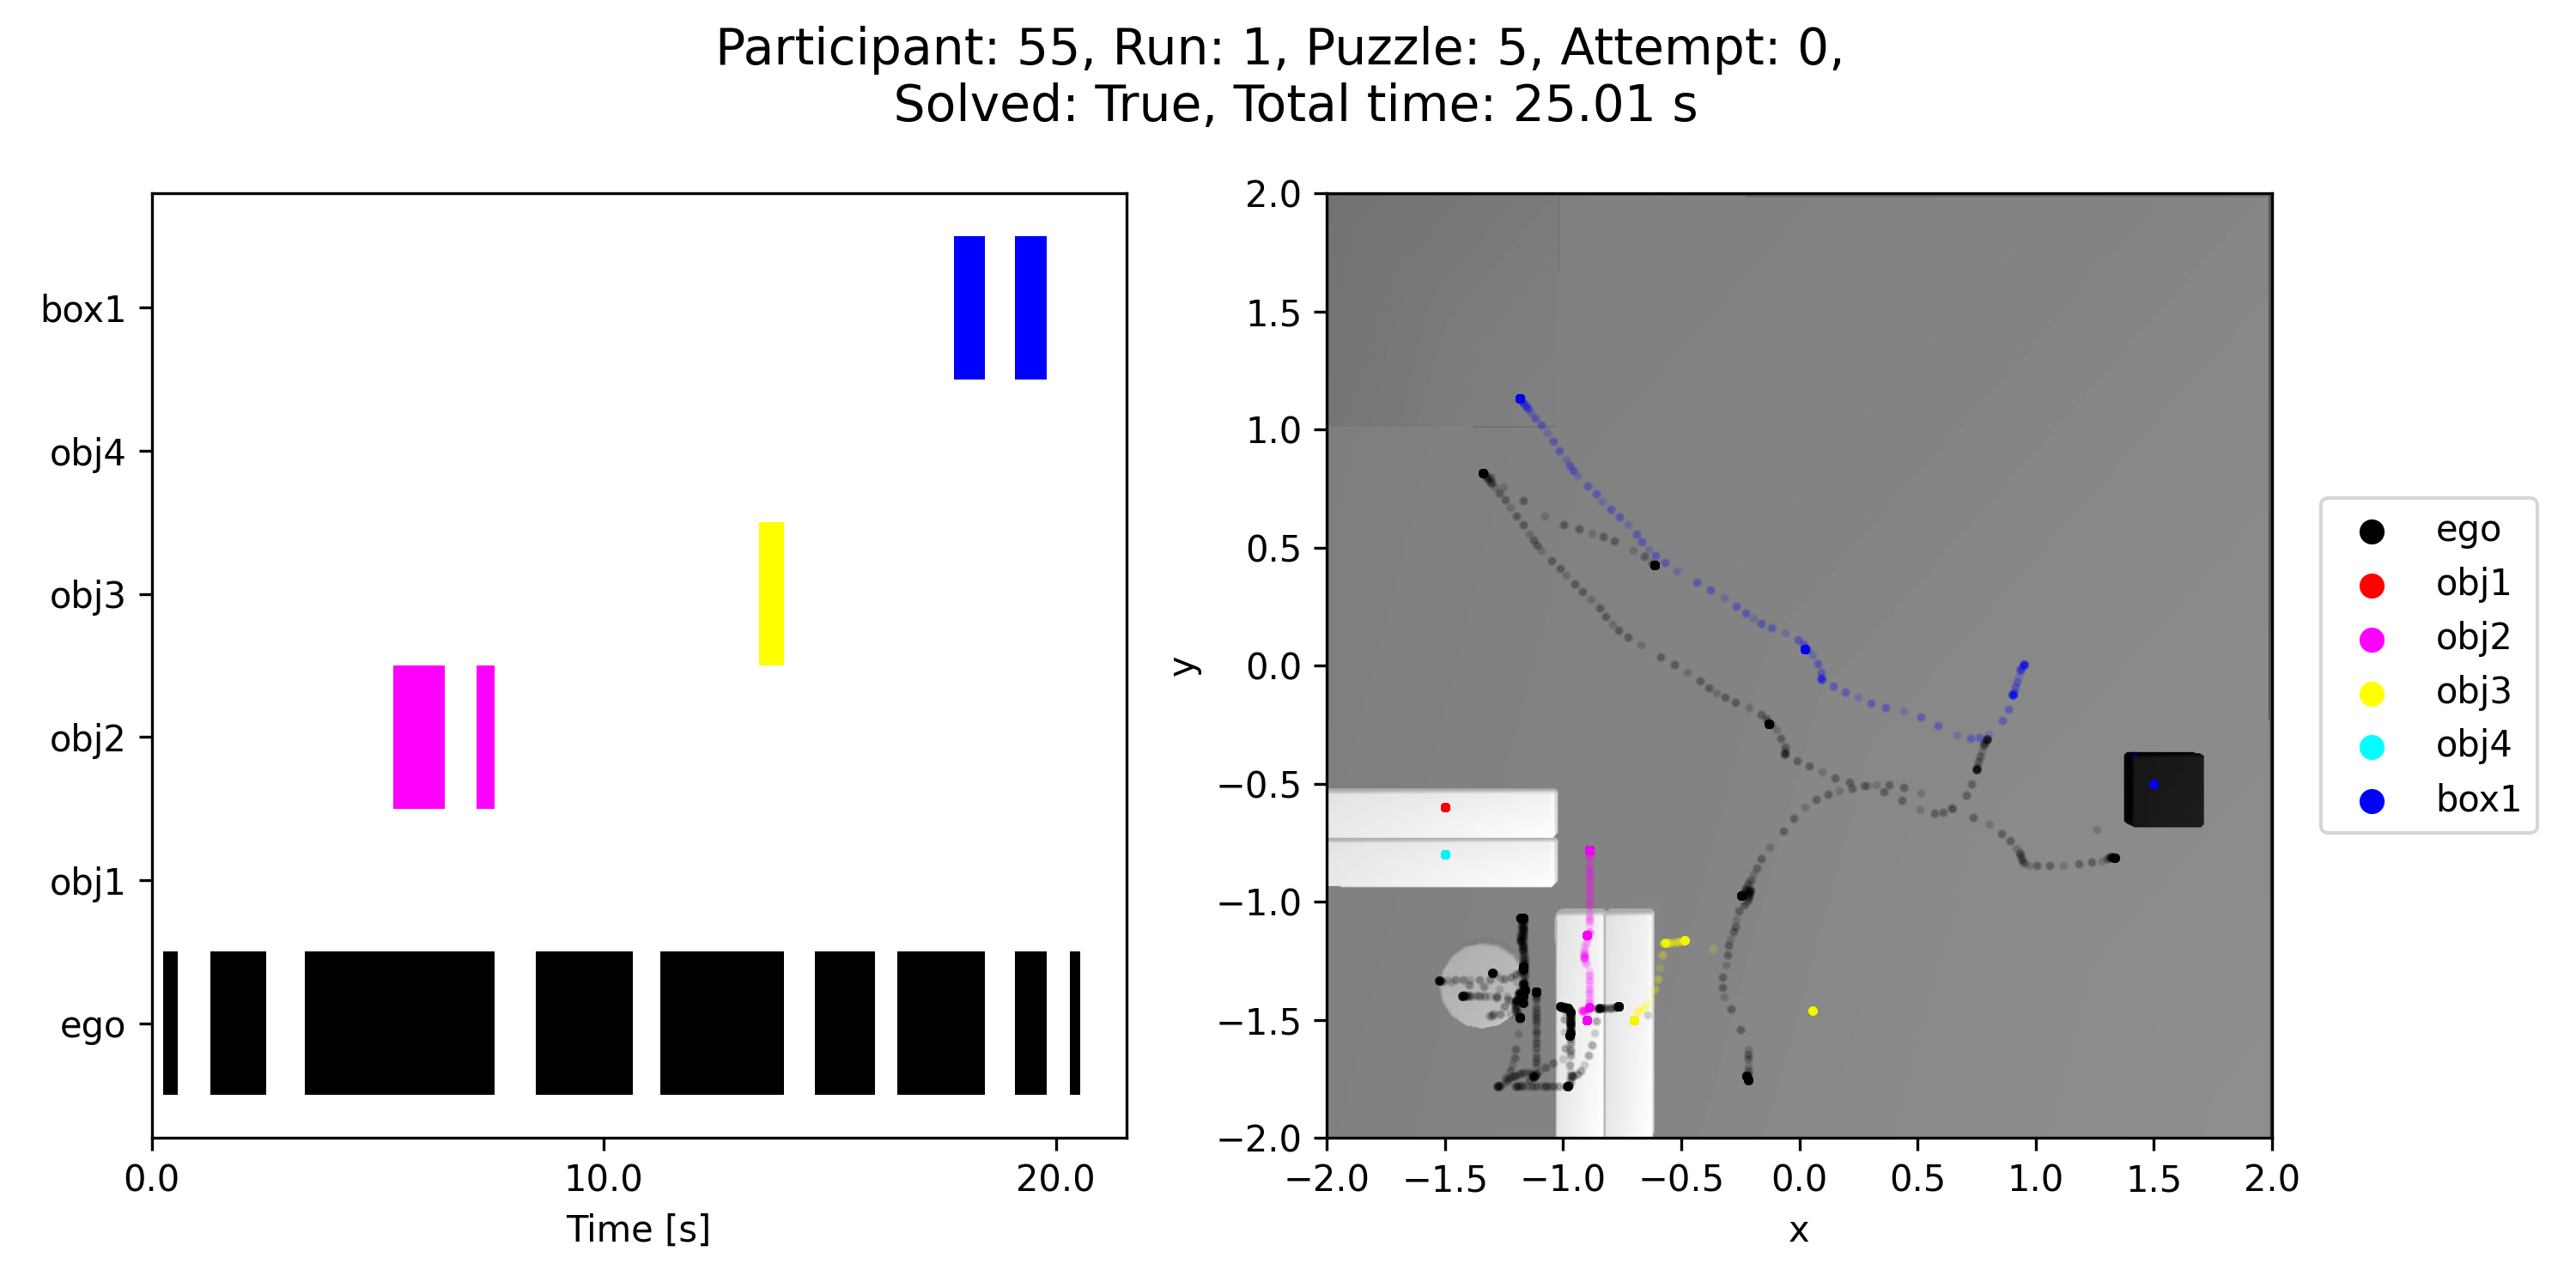 Participant: 55, Run: 1, Puzzle: 5, Attempt: 0,
Solved: True, Total time: 25.01 s
box1
obj4
obj3
obj2
obj1
ego
0.0 10.0 20.0
Time [s]
2.0
1.5
1.0
0.5
0.0
−0.5
−1.0
−1.5
−2.0
y
−2.0 −1.5 −1.0 −0.5 0.0 0.5 1.0 1.5 2.0
x
ego
obj1
obj2
obj3
obj4
box1